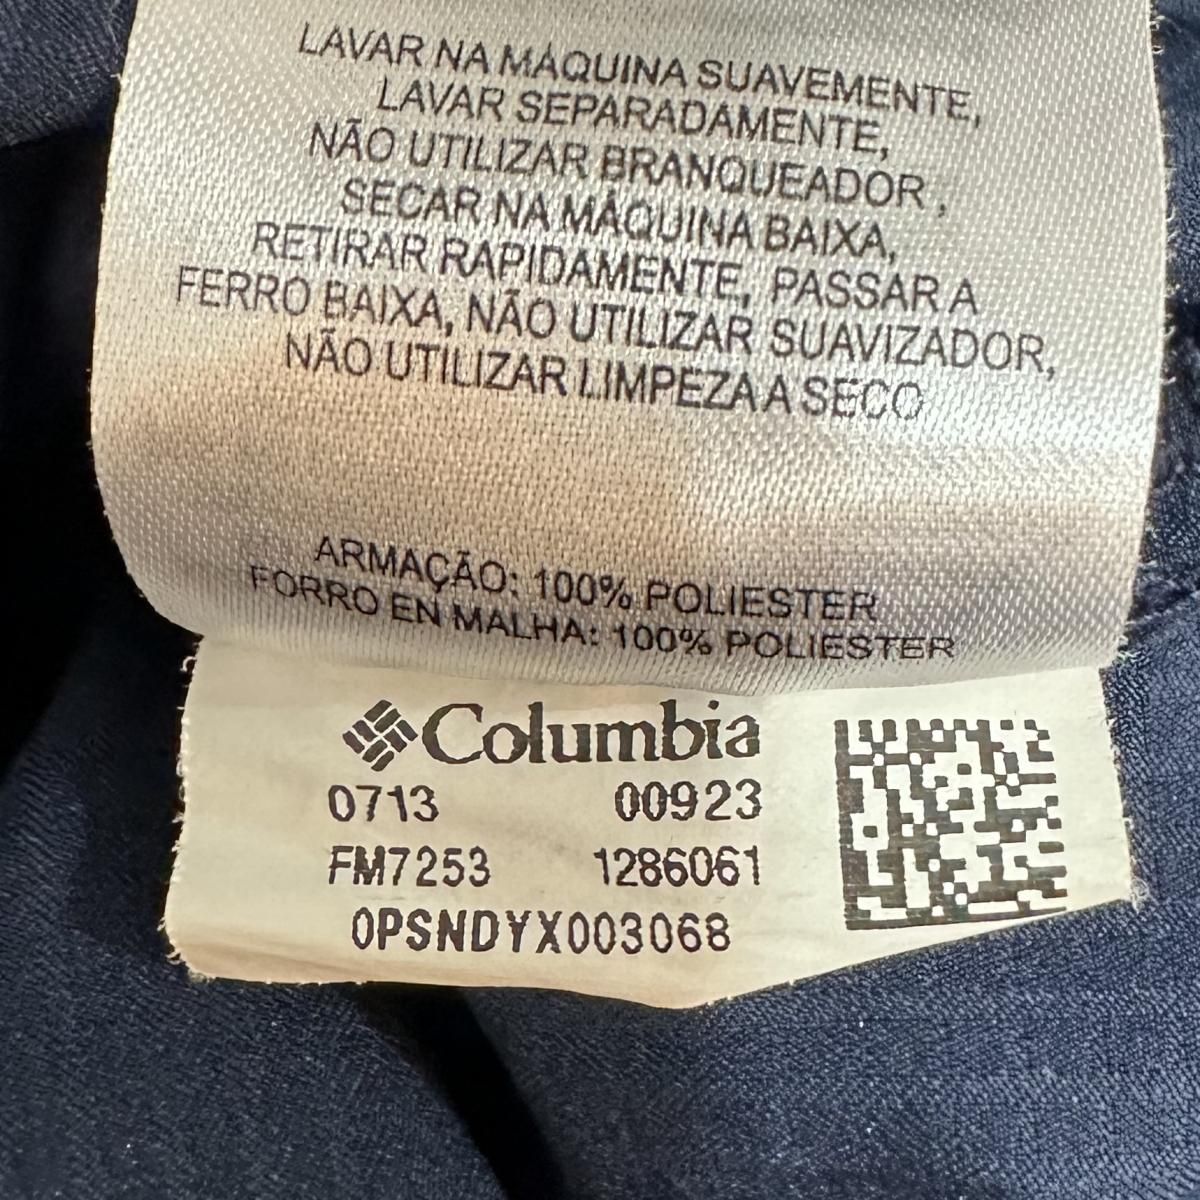 LAVAR NA MÁQUINA SUAVEMENTE,
LAVAR SEPARADAMENTE,
NÃO UTILIZAR BRANQUEADOR,
SECAR NA MÁQUINA BAIXA,
RETIRAR RAPIDAMENTE, PASSAR A
FERRO BAIXA, NÃO UTILIZAR SUAVIZADOR,
NÃO UTILIZAR LIMPEZA A SECO
ARMAÇÃO: 100% POLIESTER
FORRO EN MALHA: 100% POLIESTER
Columbia
0713 00923
FM7253 1286061
0PSNDYX003068